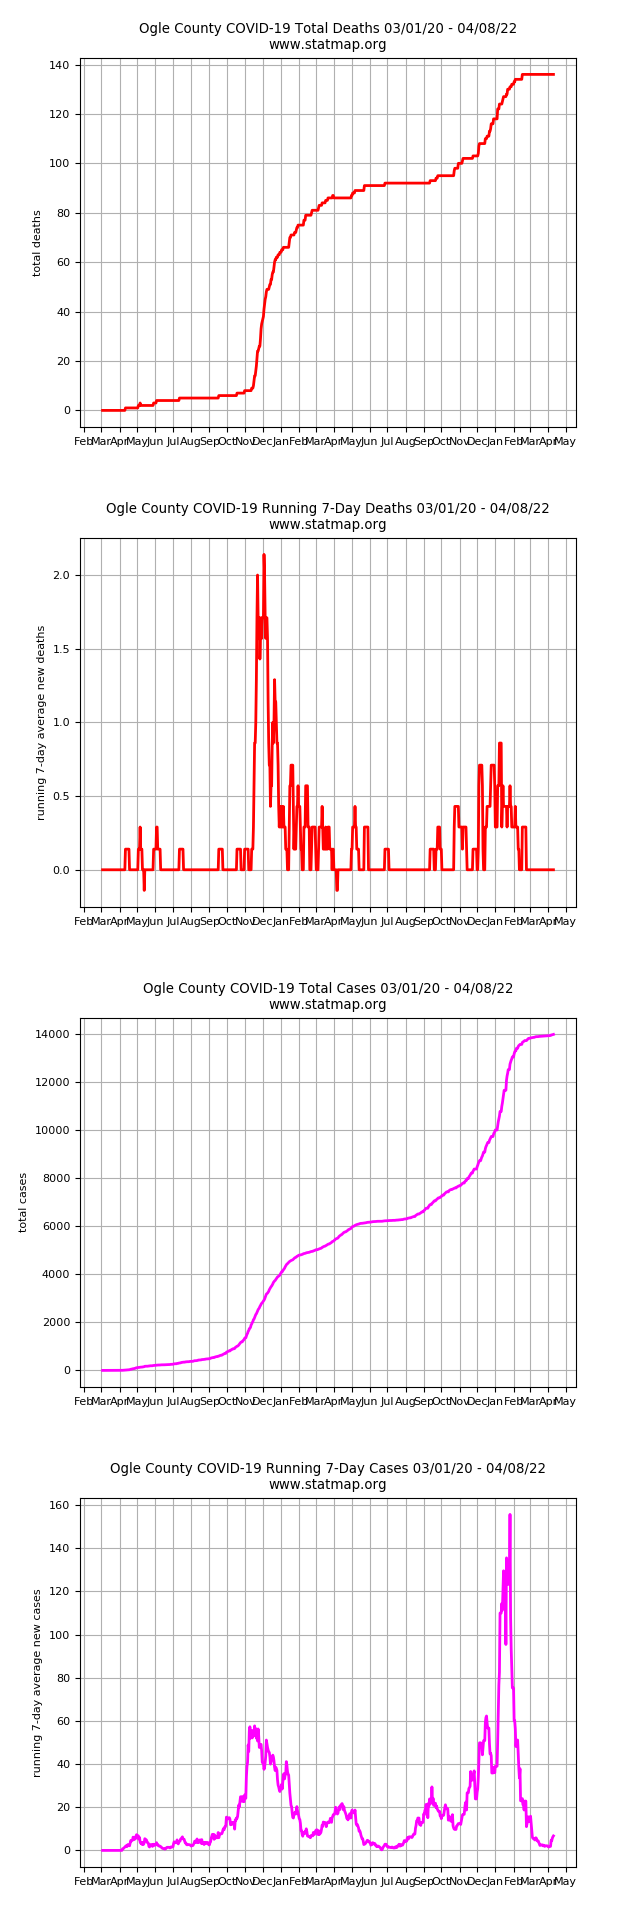 Ogle County COVID-19 Total Deaths 03/01/20 - 04/08/22
www.statmap.org
140
120
100
80
60
40
20
0
total deaths
Feb Mar Apr May Jun Jul Aug Sep Oct Nov Dec Jan Feb Mar Apr May Jun Jul Aug Sep Oct Nov Dec Jan Feb Mar Apr May
Ogle County COVID-19 Running 7-Day Deaths 03/01/20 - 04/08/22
www.statmap.org
2.0
1.5
1.0
0.5
0.0
running 7-day average new deaths
Feb Mar Apr May Jun Jul Aug Sep Oct Nov Dec Jan Feb Mar Apr May Jun Jul Aug Sep Oct Nov Dec Jan Feb Mar Apr May
Ogle County COVID-19 Total Cases 03/01/20 - 04/08/22
www.statmap.org
14000
12000
10000
8000
6000
4000
2000
0
total cases
Feb Mar Apr May Jun Jul Aug Sep Oct Nov Dec Jan Feb Mar Apr May Jun Jul Aug Sep Oct Nov Dec Jan Feb Mar Apr May
Ogle County COVID-19 Running 7-Day Cases 03/01/20 - 04/08/22
www.statmap.org
160
140
120
100
80
60
40
20
0
running 7-day average new cases
Feb Mar Apr May Jun Jul Aug Sep Oct Nov Dec Jan Feb Mar Apr May Jun Jul Aug Sep Oct Nov Dec Jan Feb Mar Apr May